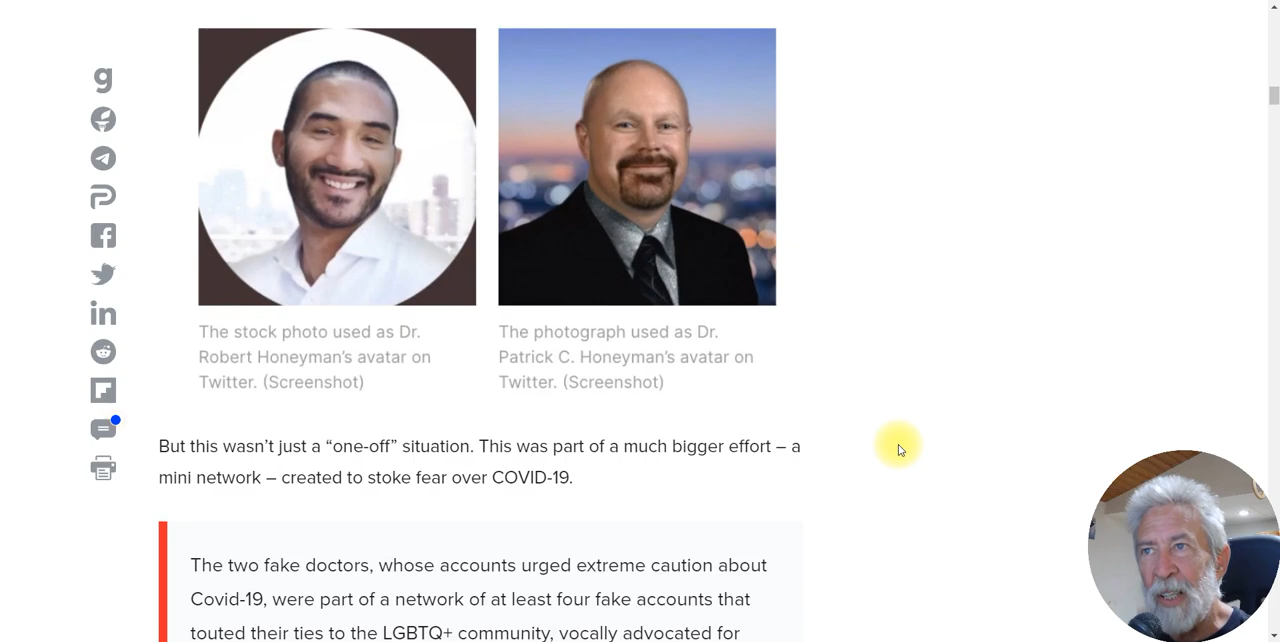 The stock photo used as Dr.
Robert Honeyman’s avatar on
Twitter. (Screenshot)
The photograph used as Dr.
Patrick C. Honeyman’s avatar on
Twitter. (Screenshot)
But this wasn’t just a “one-off” situation. This was part of a much bigger effort – a
mini network – created to stoke fear over COVID-19.
The two fake doctors, whose accounts urged extreme caution about
Covid-19, were part of a network of at least four fake accounts that
touted their ties to the LGBTQ+ community, vocally advocated for